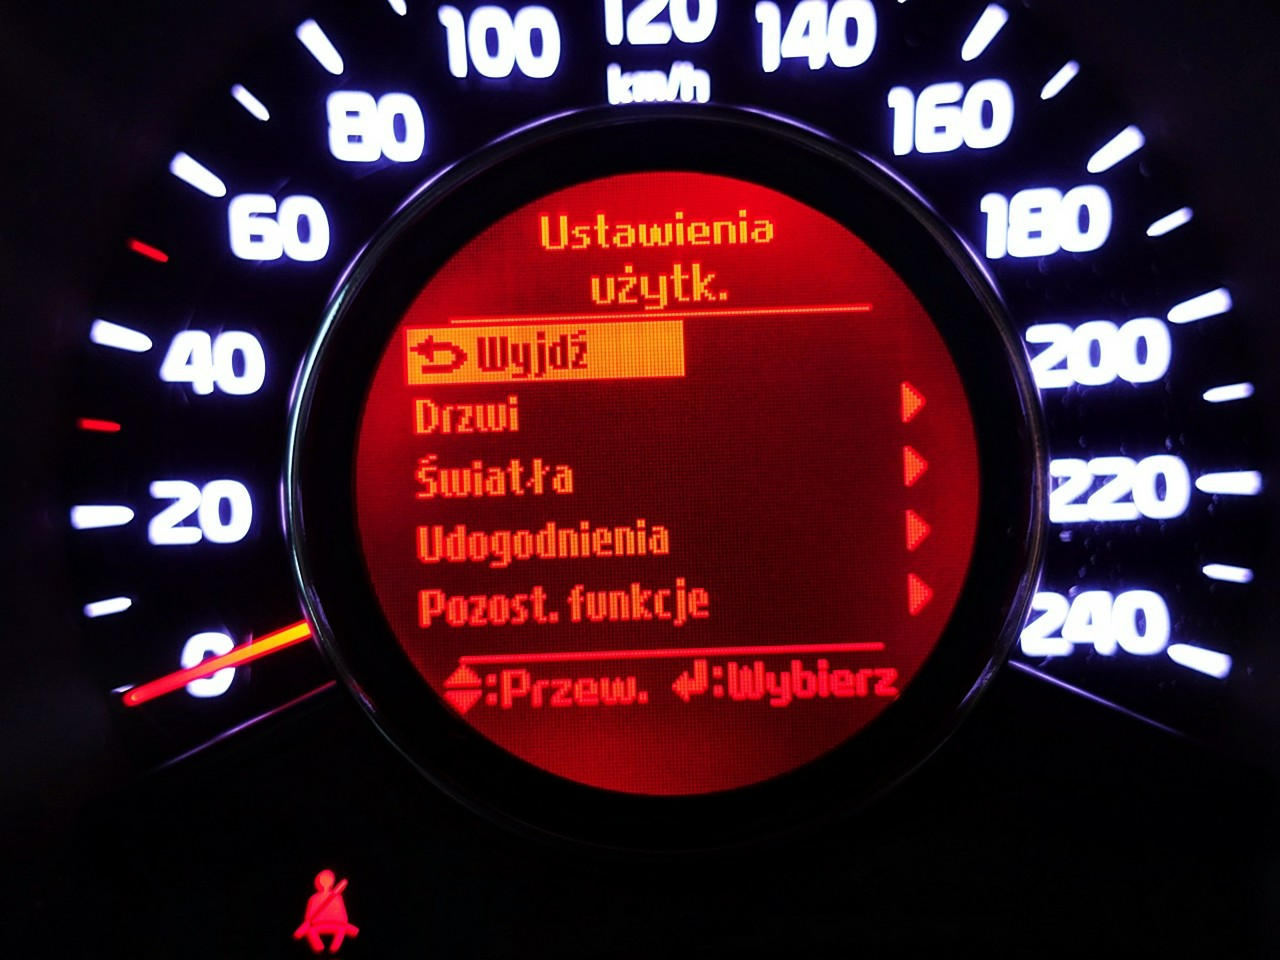 100 120 140
km/h
80 160
60 180
40 200
20 220
0 240
Ustawienia
użytk.
Wyjdź
Drzwi
Światła
Udogodnienia
Pozost. funkcje
:Przew. :Wybierz